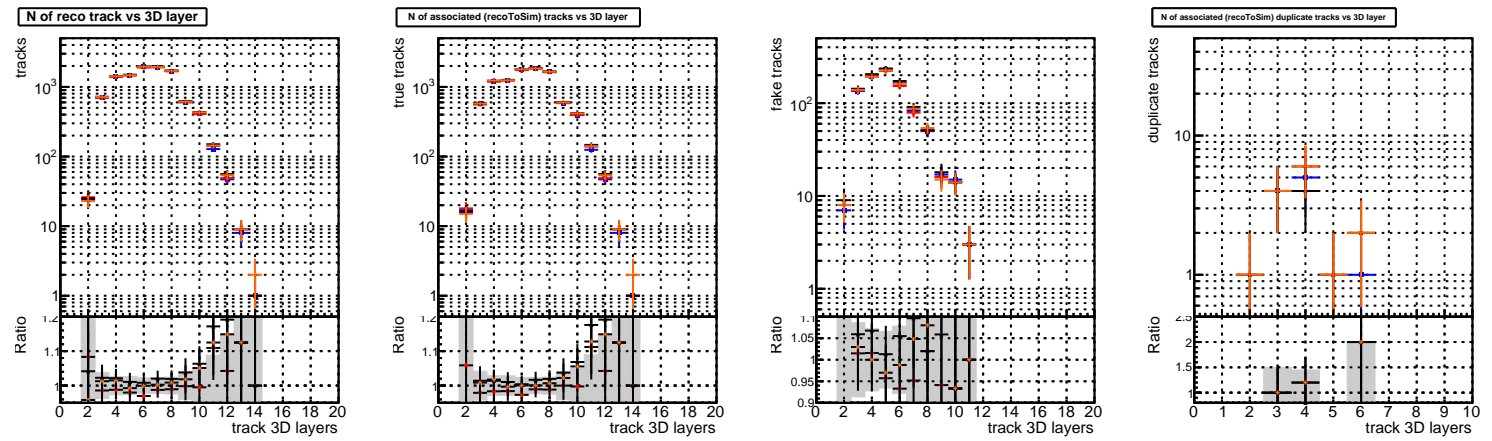 N of reco track vs 3D layer
tracks
10³
10²
10
1
Ratio
1.2
1.1
1
0 2 4 6 8 10 12 14 16 18 20
track 3D layers
N of associated (recoToSim) tracks vs 3D layer
true tracks
10³
10²
10
1
Ratio
1.2
1.1
1
0 2 4 6 8 10 12 14 16 18 20
track 3D layers
fake tracks
10²
10
1
Ratio
1.1
1.05
1
0.95
0.9
0 2 4 6 8 10 12 14 16 18 20
track 3D layers
N of associated (recoToSim) duplicate tracks vs 3D layer
duplicate tracks
10
1
Ratio
2.5
2
1.5
1
0 1 2 3 4 5 6 7 8 9 10
track 3D layers